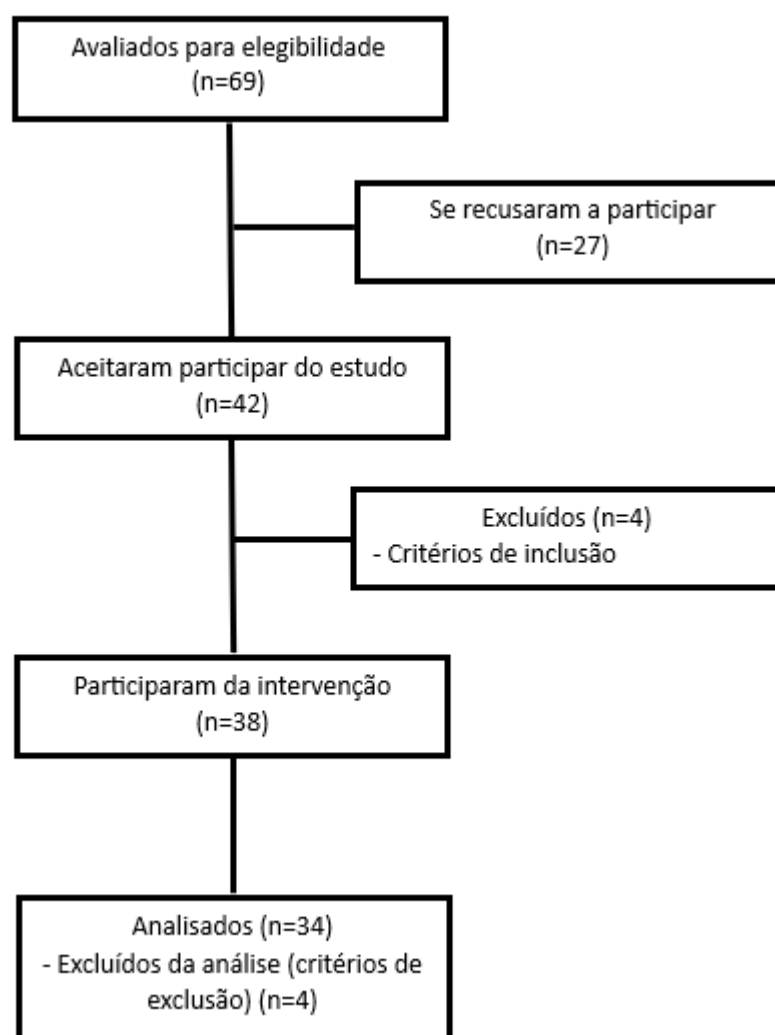 Avaliados para elegibilidade
(n=69)
Se recusaram a participar
(n=27)
Aceitaram participar do estudo
(n=42)
Excluídos (n=4)
- Critérios de inclusão
Participaram da intervenção
(n=38)
Analisados (n=34)
- Excluídos da análise (critérios de
exclusão) (n=4)